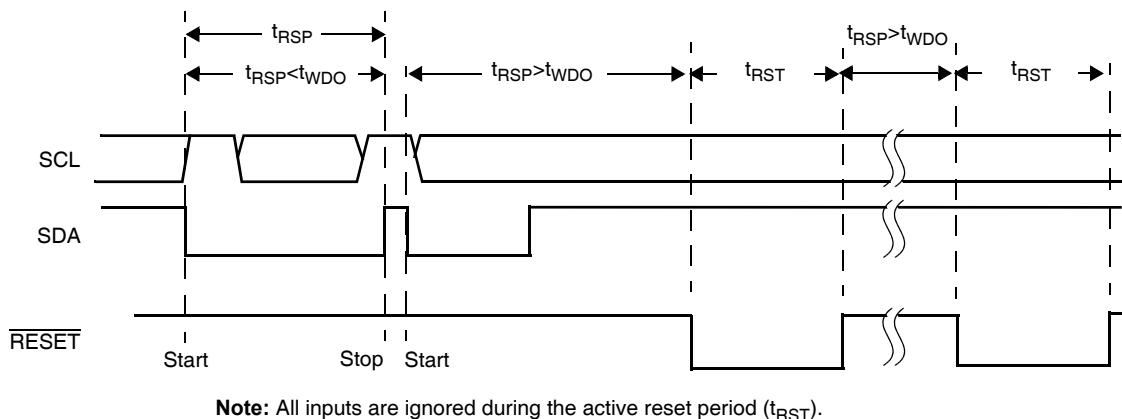 tRSP
tRSP>tWDO
tRSP<tWDO
tRSP>tWDO
tRST
tRST
SCL
SDA
RESET
Start
Stop
Start
Note: All inputs are ignored during the active reset period (tRST).